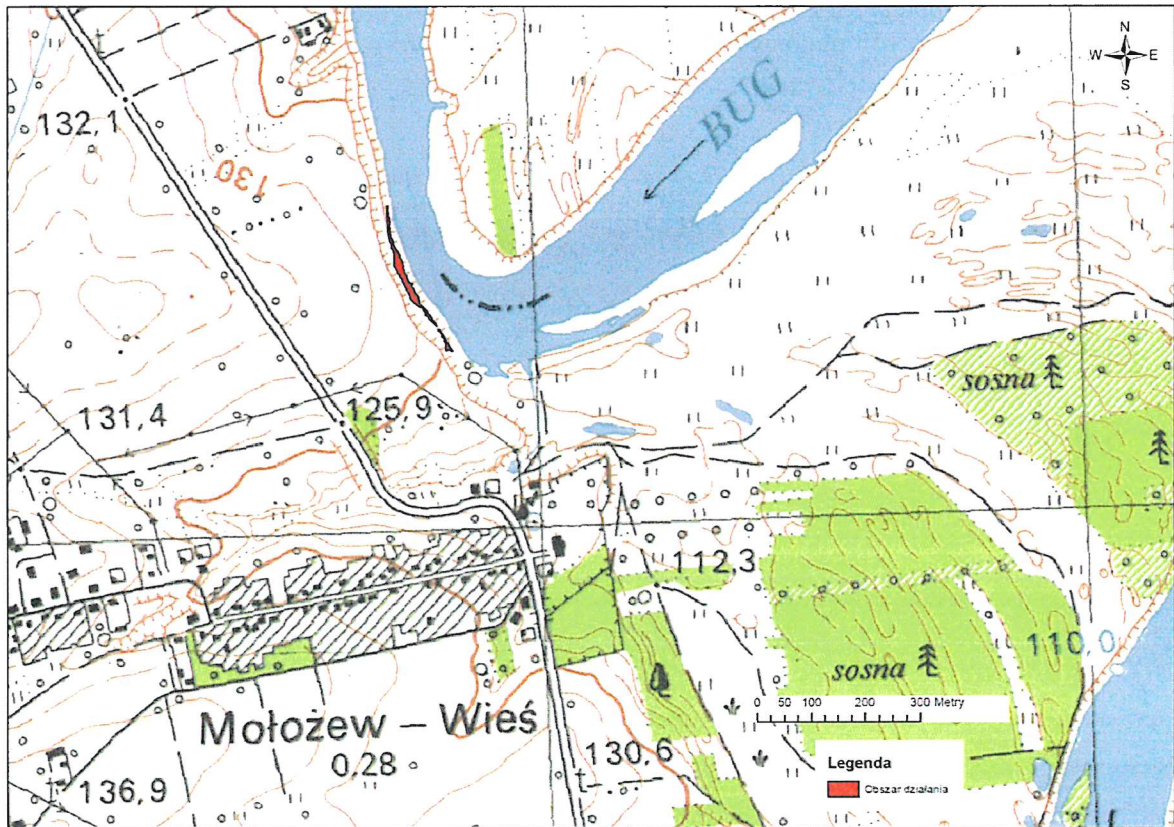 N
W E
S
BUG
132,1
130
sosna
131,4
125,9
112,3
110,0
sosna
0 50 100 200 300 Metry
Mołożew – Wieś
0,28
130,6
136,9
Legenda
Obszar działania